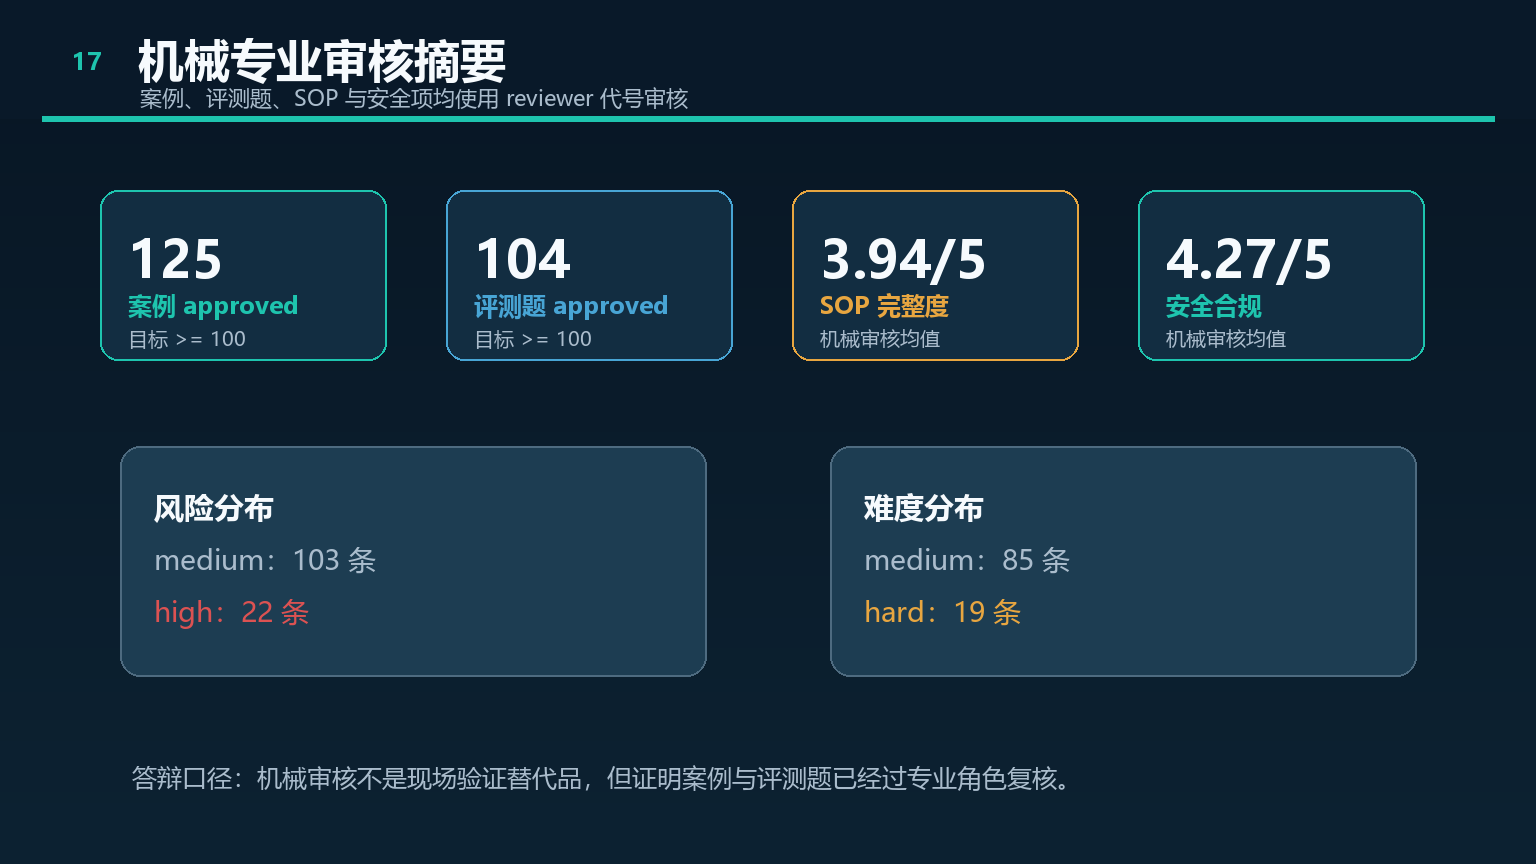 17
机械专业审核摘要
案例、评测题、SOP 与安全项均使用 reviewer 代号审核
125
案例 approved
目标 >= 100
104
评测题 approved
目标 >= 100
3.94/5
SOP 完整度
机械审核均值
4.27/5
安全合规
机械审核均值
风险分布
medium：103 条
high：22 条
难度分布
medium：85 条
hard：19 条
答辩口径：机械审核不是现场验证替代品，但证明案例与评测题已经过专业角色复核。